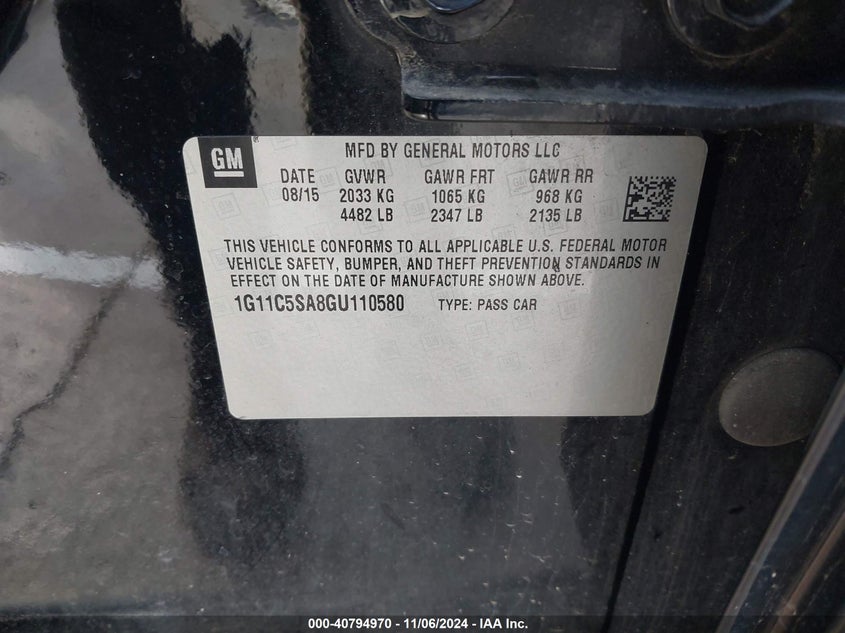 GM
MFD BY GENERAL MOTORS LLC
DATE GVWR GAWR FRT GAWR RR
08/15 2033 KG 1065 KG 968 KG
4482 LB 2347 LB 2135 LB
THIS VEHICLE CONFORMS TO ALL APPLICABLE U.S. FEDERAL MOTOR
VEHICLE SAFETY, BUMPER, AND THEFT PREVENTION STANDARDS IN
EFFECT ON THE DATE OF MANUFACTURE SHOWN ABOVE.
1G11C5SA8GU110580 TYPE: PASS CAR
000-40794970 - 11/06/2024 - IAA Inc.